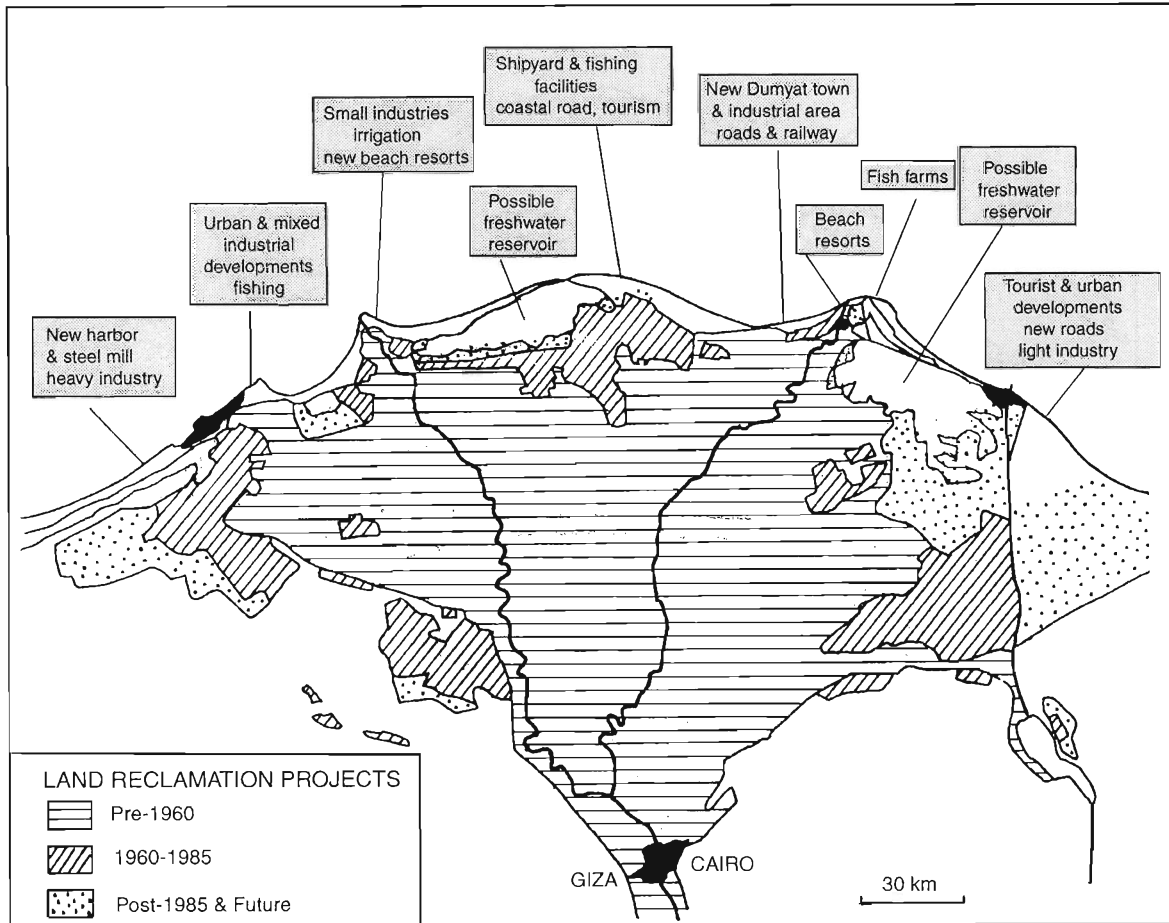 Shipyard & fishing
facilities
coastal road, tourism
New Dumyat town
& industrial area
roads & railway
Small industries
irrigation
new beach resorts
Fish farms
Possible
freshwater
reservoir
Possible
freshwater
reservoir
Beach
resorts
Urban & mixed
industrial
developments
fishing
Tourist & urban
developments
new roads
light industry
New harbor
& steel mill
heavy industry
LAND RECLAMATION PROJECTS
Pre-1960
1960-1985
Post-1985 & Future
GIZA
CAIRO
30 km